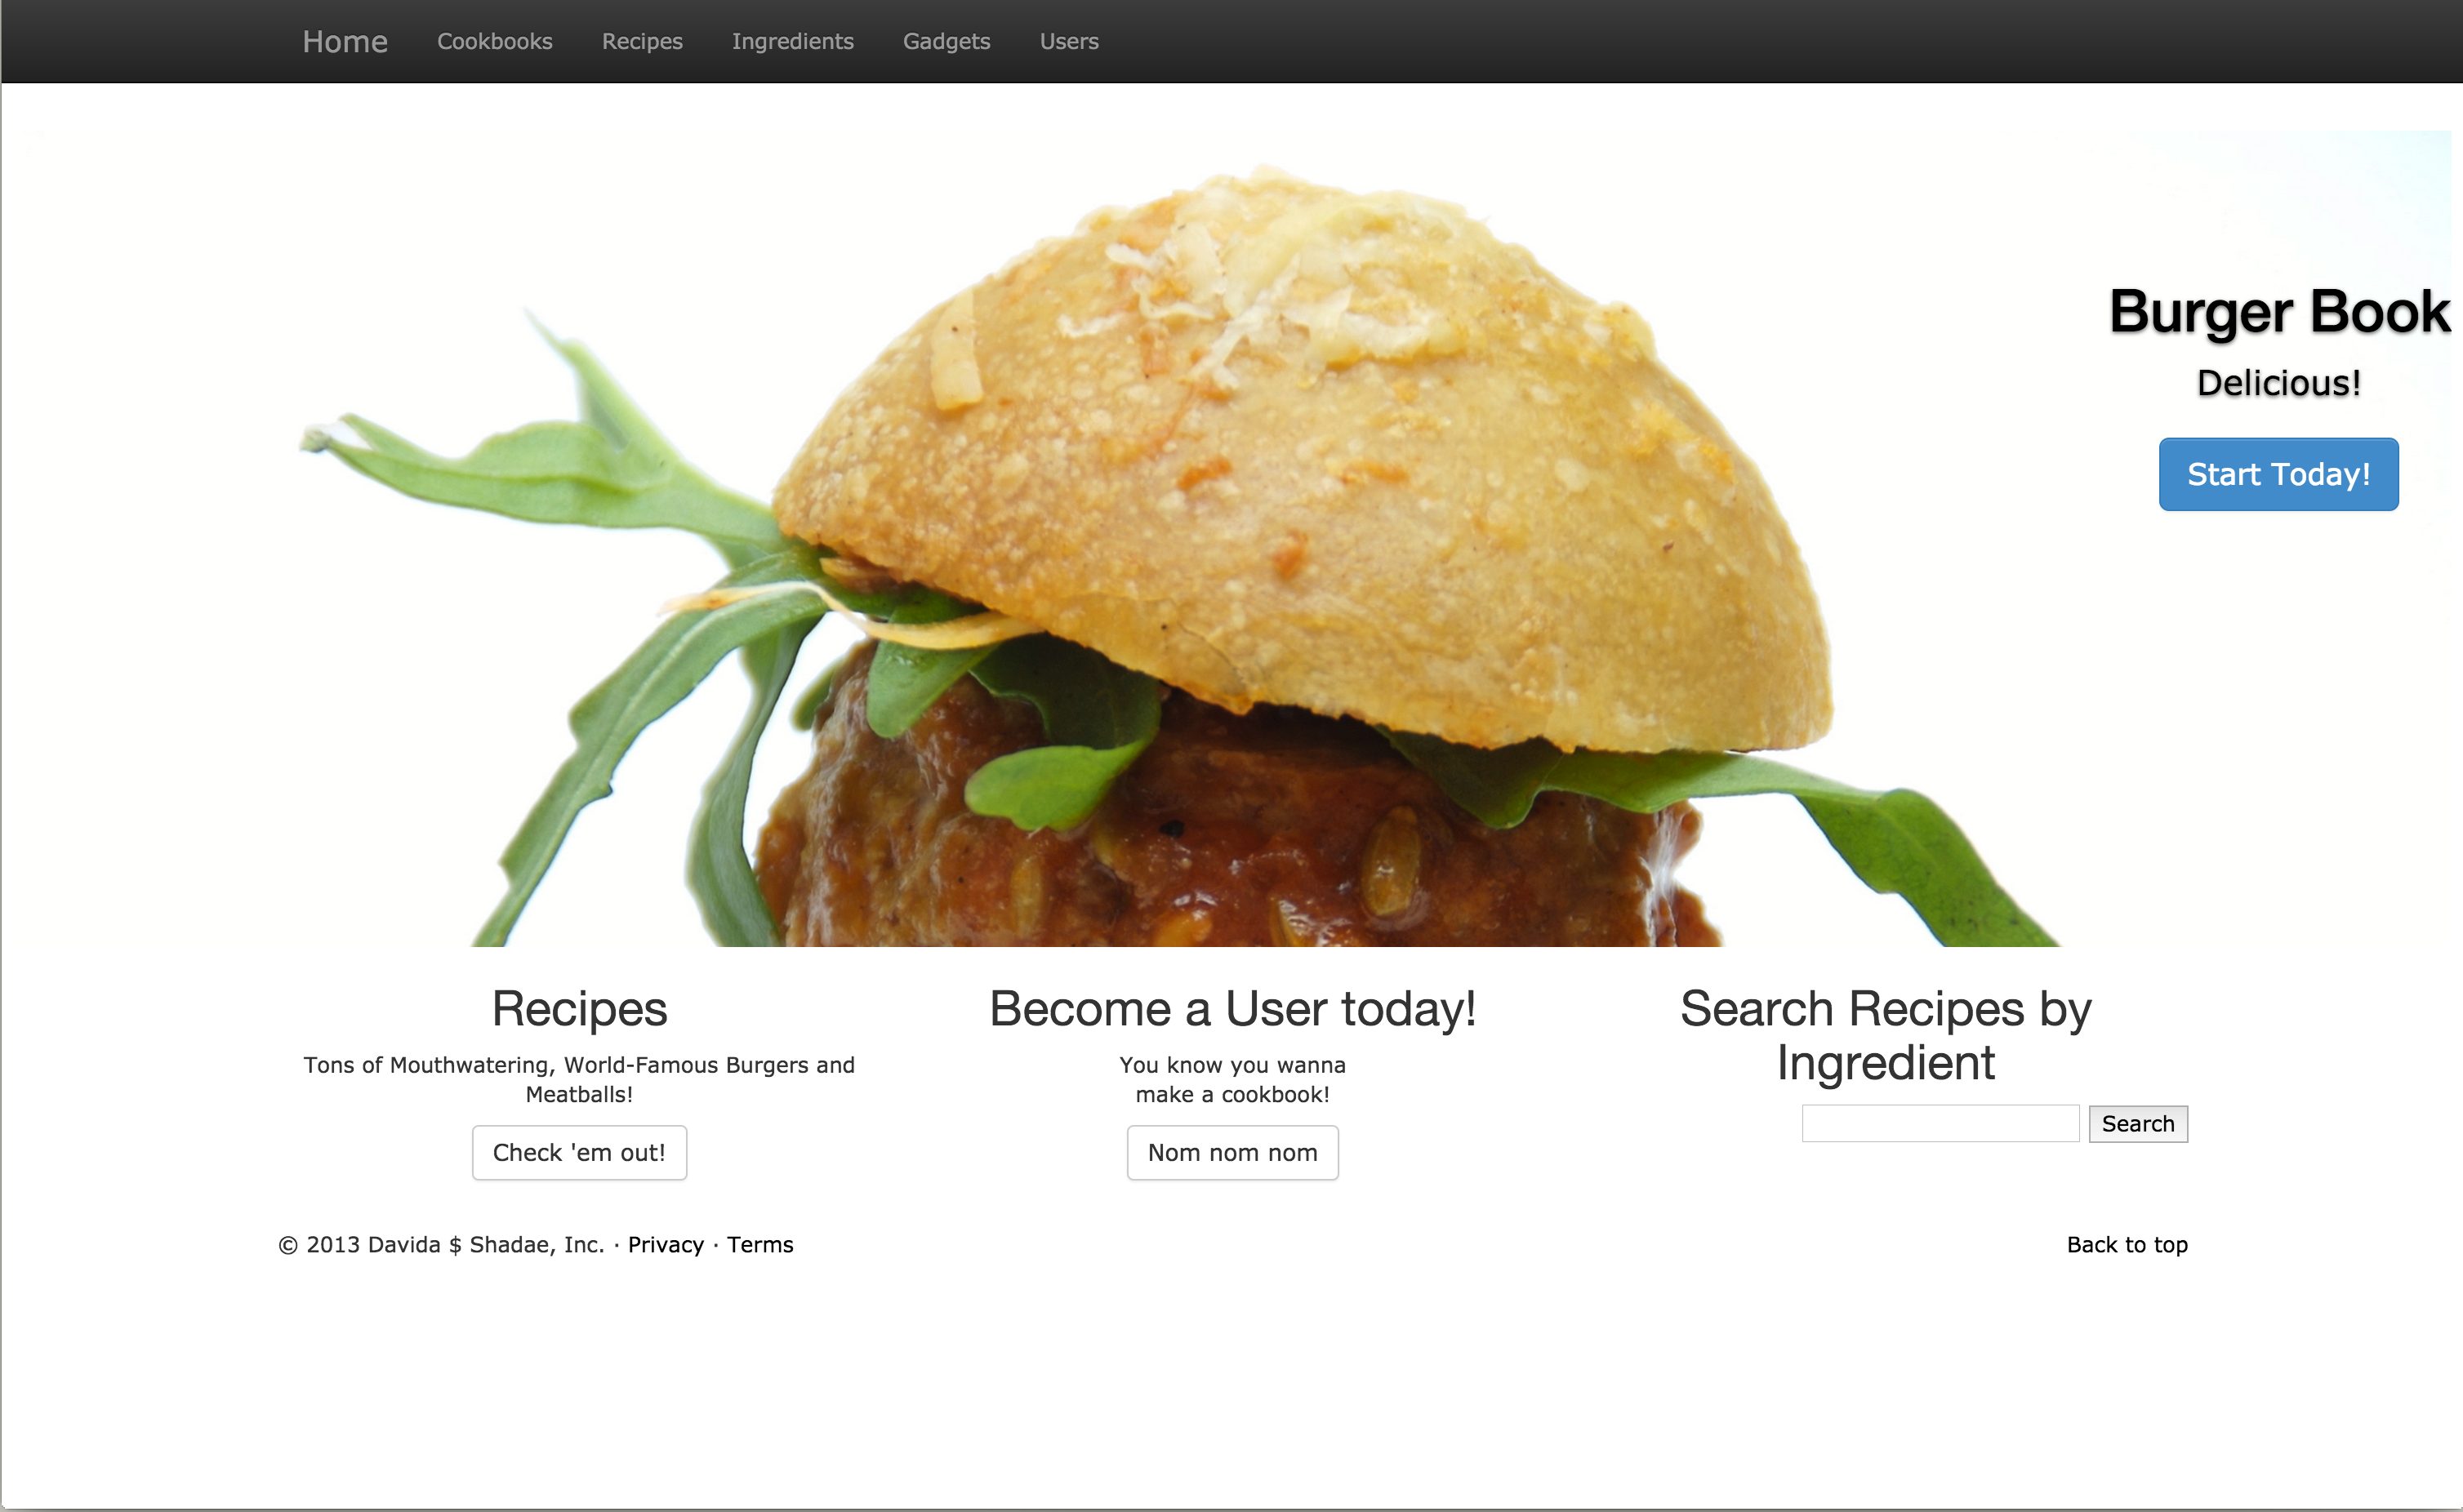 Home Cookbooks Recipes Ingredients Gadgets Users
Burger Book
Delicious!
Start Today!
Recipes
Tons of Mouthwatering, World-Famous Burgers and
Meatballs!
Check 'em out!
Become a User today!
You know you wanna
make a cookbook!
Nom nom nom
Search Recipes by
Ingredient
Search
© 2013 Davida $ Shadae, Inc. · Privacy · Terms
Back to top